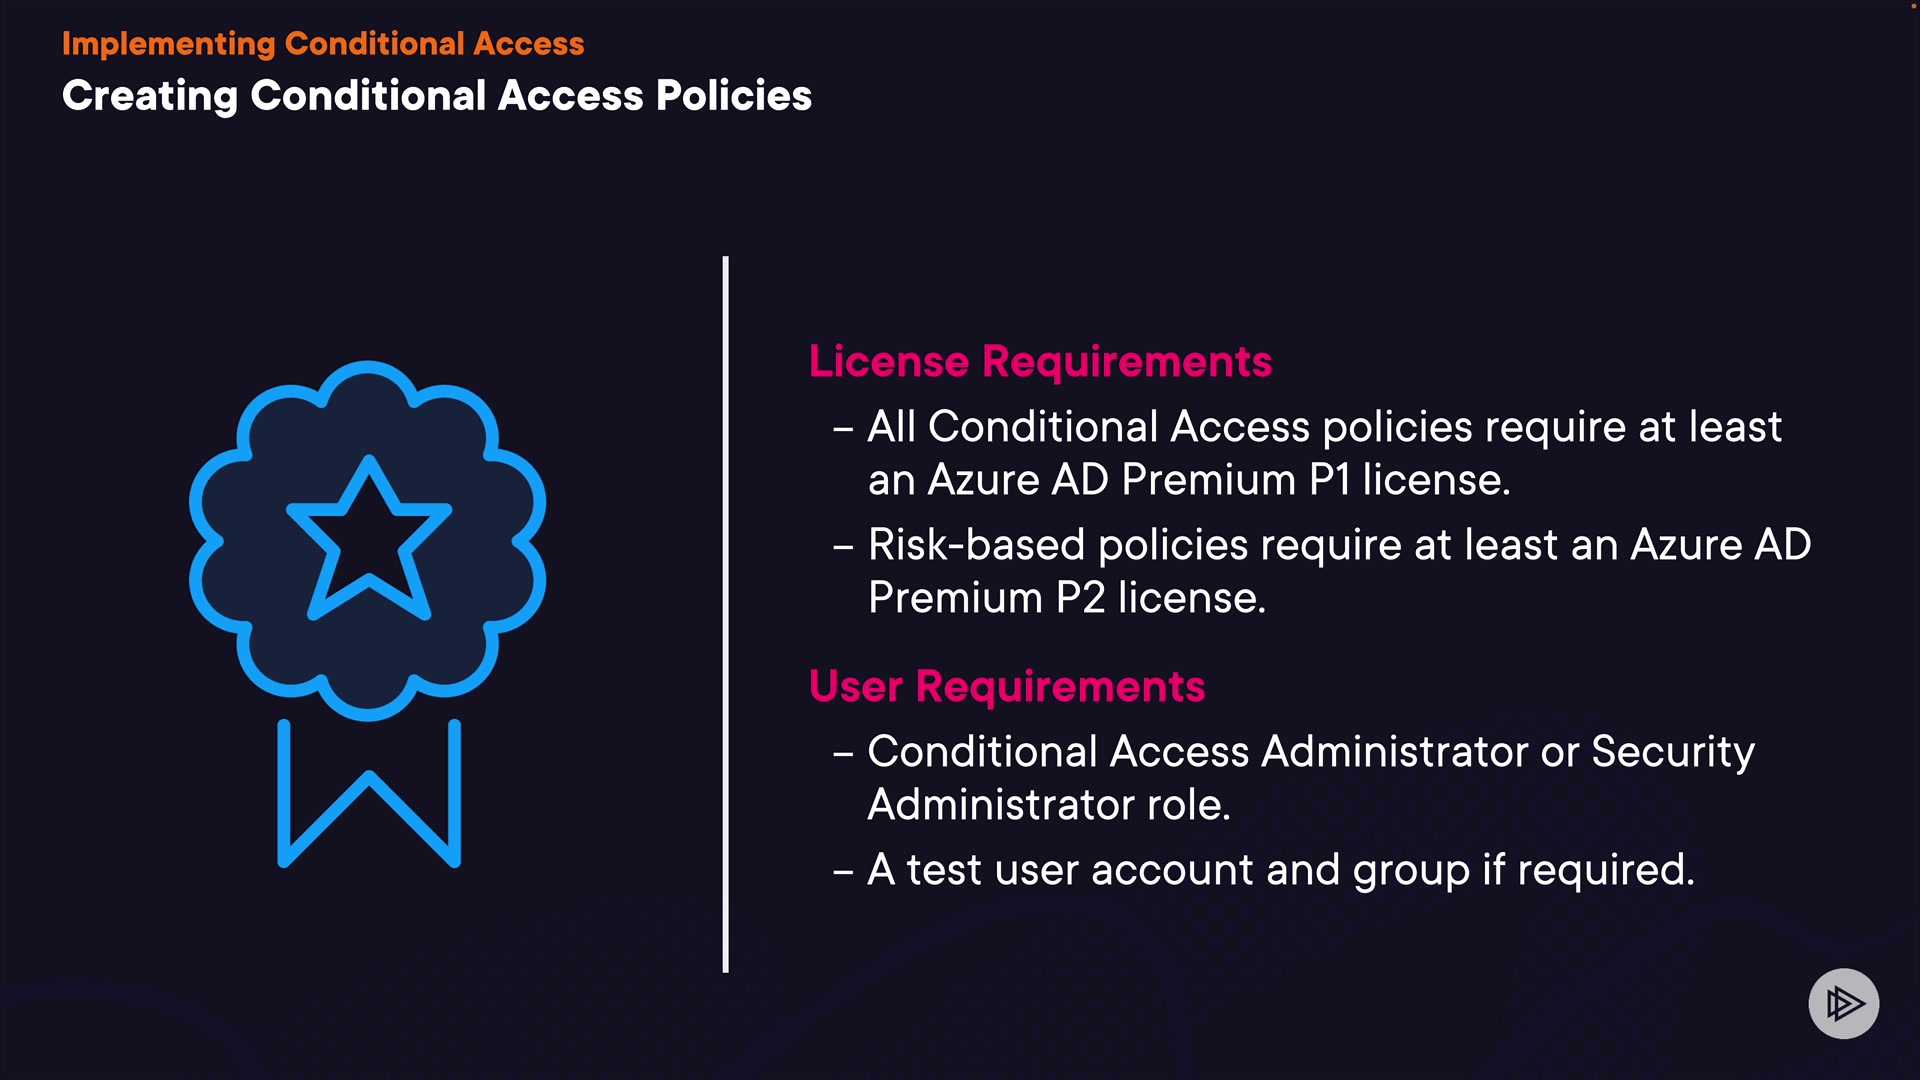 Implementing Conditional Access
Creating Conditional Access Policies
License Requirements
– All Conditional Access policies require at least
an Azure AD Premium P1 license.
– Risk-based policies require at least an Azure AD
Premium P2 license.
User Requirements
– Conditional Access Administrator or Security
Administrator role.
– A test user account and group if required.